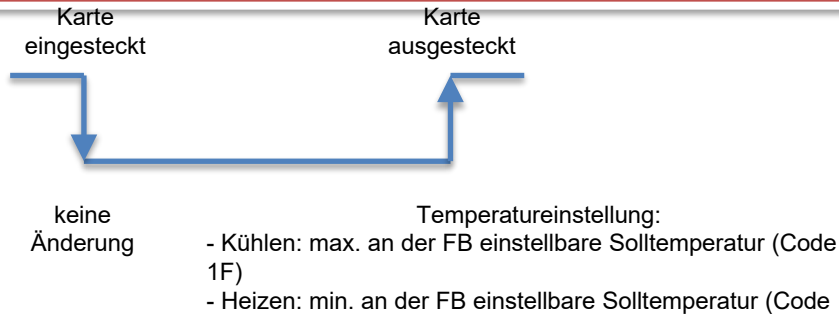 Karte
eingesteckt
Karte
ausgesteckt
keine
Änderung
Temperatureinstellung:
- Kühlen: max. an der FB einstellbare Solltemperatur (Code
1F)
- Heizen: min. an der FB einstellbare Solltemperatur (Code